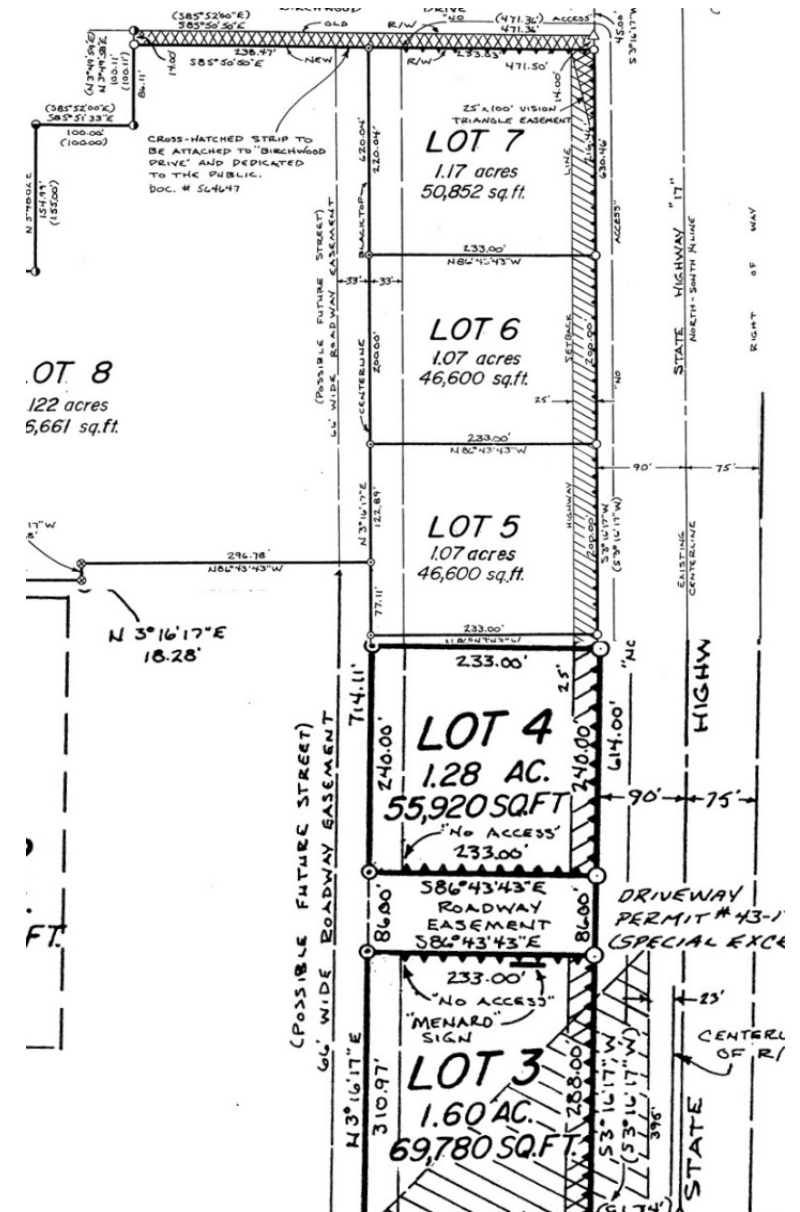 (S85°52'00"E)
S85°50'50"E
OLD
R/W
DRIVE
"NO
(471.36')
ACCESS"
471.36'
45.00'
S3°16'17"W
238.47'
S85°50'50"E
NEW
R/W
233.83'
471.50'
14.00'
14.00'
(N3°49'59"E)
N3°49'58"E
100.11'
(100.11')
86.11'
(S85°52'00"E)
S85°51'33"E
100.00'
(100.00)
CROSS-HATCHED STRIP TO
BE ATTACHED TO "BIRCHWOOD
DRIVE" AND DEDICATED
TO THE PUBLIC.
DOC. # 564647
25'x100' VISION
TRIANGLE EASEMENT
154.99'
(155.00')
620.04'
220.04'
BLACKTOP
LOT 7
1.17 acres
50,852 sq.ft.
LINE
630.46'
ACCESS"
233.00'
(POSSIBLE FUTURE STREET)
66' WIDE ROADWAY EASEMENT
33'
33'
200.00'
CENTERLINE
LOT 6
1.07 acres
46,600 sq.ft.
SETBACK
200.00'
25'
"NO
STATE HIGHWAY "17"
NORTH-SOUTH 1/4 LINE
RIGHT OF WAY
OT 8
122 acres
6,661 sq.ft.
233.00'
N86°43'43"W
90'
75'
N3°16'17"E
122.89'
LOT 5
1.07 acres
46,600 sq.ft.
HIGHWAY
200.00'
S3°16'17"W
(S3°16'17"W)
EXISTING
CENTERLINE
17"W
296.78'
N86°43'43"W
77.11'
N 3°16'17"E
18.28'
233.00'
233.00'
714.11'
240.00'
25'
LOT 4
1.28 AC.
55,920 SQ.FT
240.00'
614.00'
"NO
HIGHW
90'
75'
"NO ACCESS"
233.00'
S86°43'43"E
86.00'
ROADWAY
EASEMENT
86.00'
S86°43'43"E
DRIVEWAY
PERMIT # 43-1
(SPECIAL EXCE
(POSSIBLE FUTURE STREET)
66' WIDE ROADWAY EASEMENT
FT.
233.00'
"NO ACCESS"
"MENARD"
SIGN
23'
CENTERL
OF R/
N3°16'17"E
310.97'
LOT 3
1.60 AC.
69,780 SQ.FT.
288.00'
S3°16'17"W
(S3°16'17"W)
396'
STATE